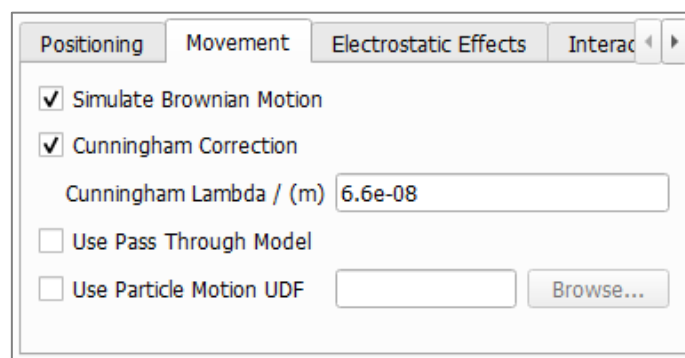 Positioning Movement Electrostatic Effects Interac
Simulate Brownian Motion
Cunningham Correction
Cunningham Lambda / (m) 6.6e-08
Use Pass Through Model
Use Particle Motion UDF Browse...